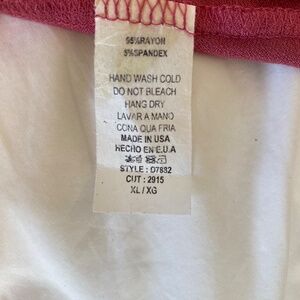 95%RAYON
5%SPANDEX
HAND WASH COLD
DO NOT BLEACH
HANG DRY
LAVAR A MANO
CONA QUA FRIA
MADE IN USA
HECHO EN E.U.A
STYLE : D7832
CUT : 2915
XL / XG